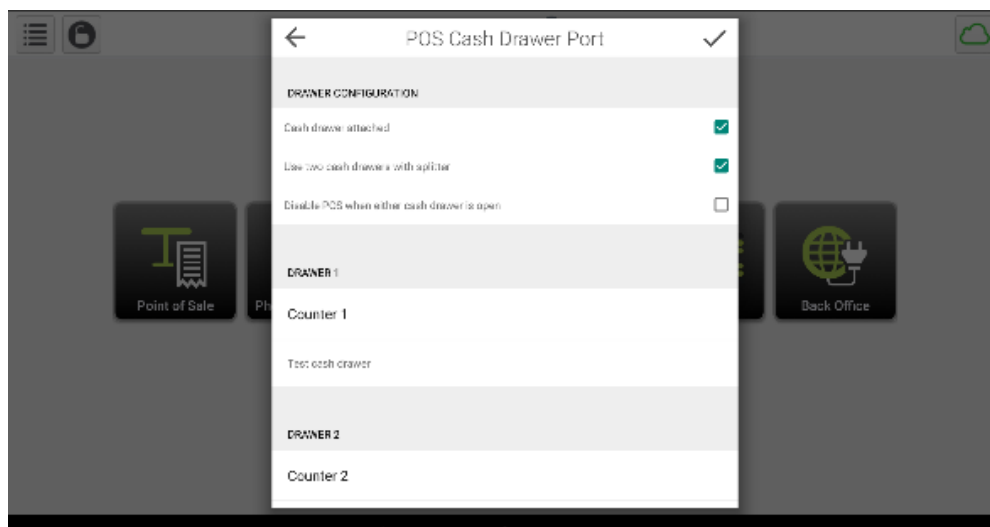 POS Cash Drawer Port
DRAWER CONFIGURATION
Cash drawer attached
Use two cash drawers with splitter
Disable POS when either cash drawer is open
DRAWER 1
Point of Sale
Ph
Back Office
Counter 1
Test cash drawer
DRAWER 2
Counter 2